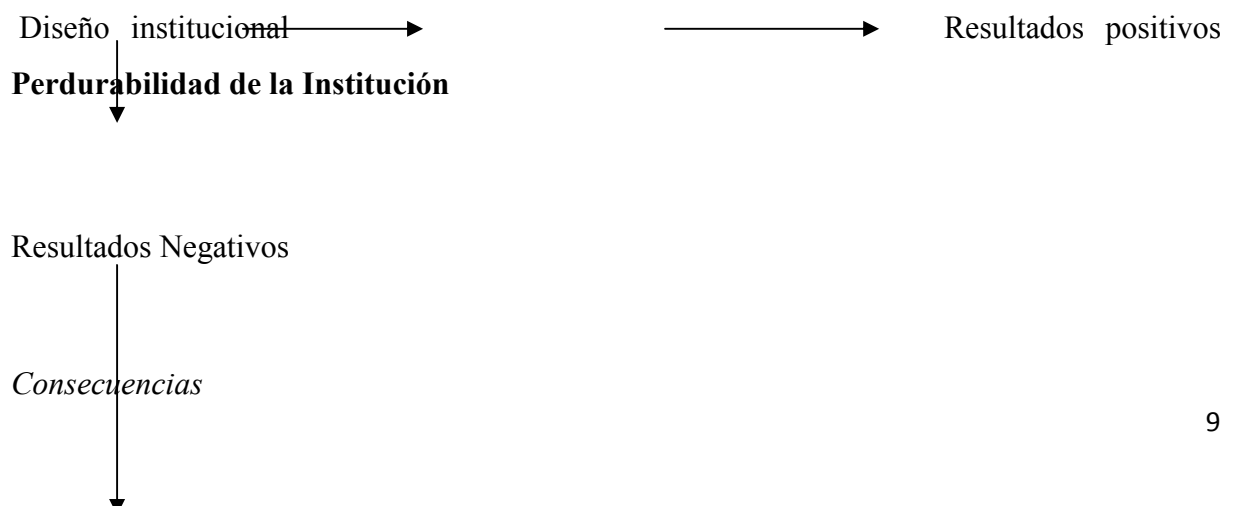 Diseño institucional Resultados positivos
Perdurabilidad de la Institución
Resultados Negativos
Consecuencias
9